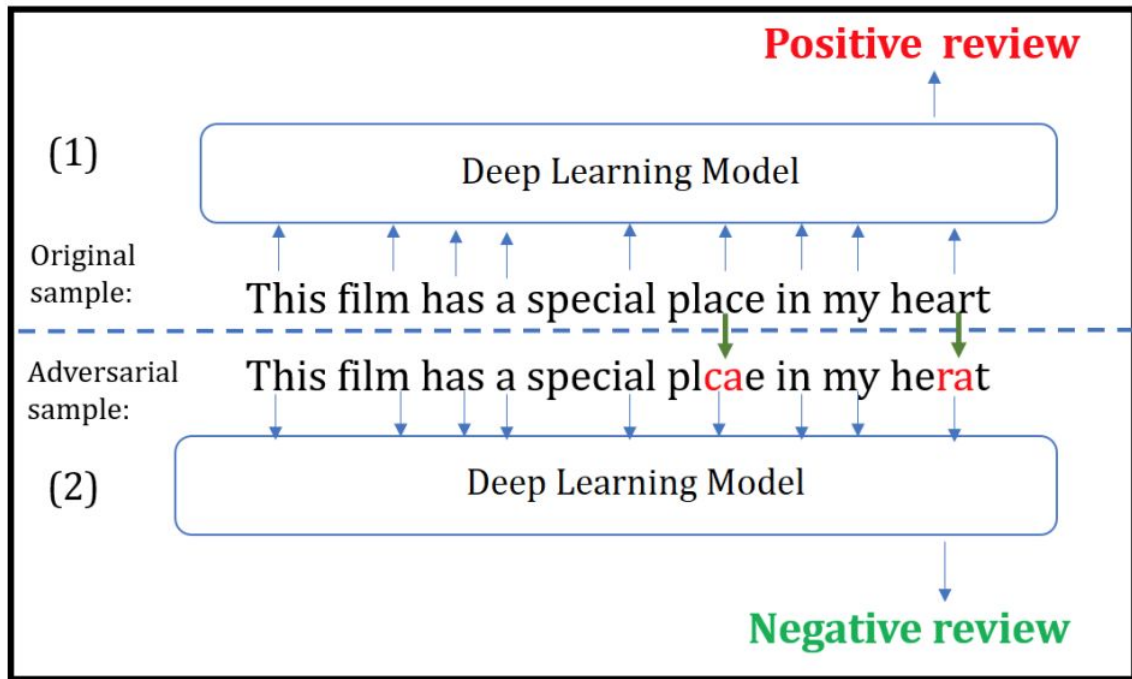 Positive review
(1)
Deep Learning Model
Original
sample:
This film has a special place in my heart
Adversarial
sample:
This film has a special plcae in my herat
(2)
Deep Learning Model
Negative review